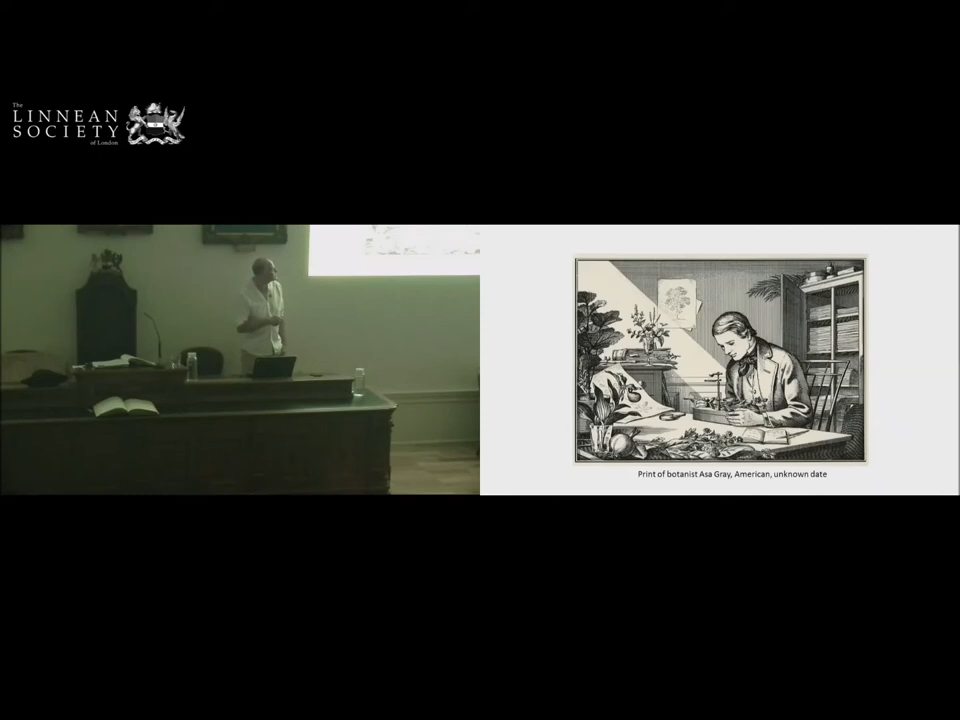 The
LINNEAN
SOCIETY
of London
Print of botanist Asa Gray, American, unknown date